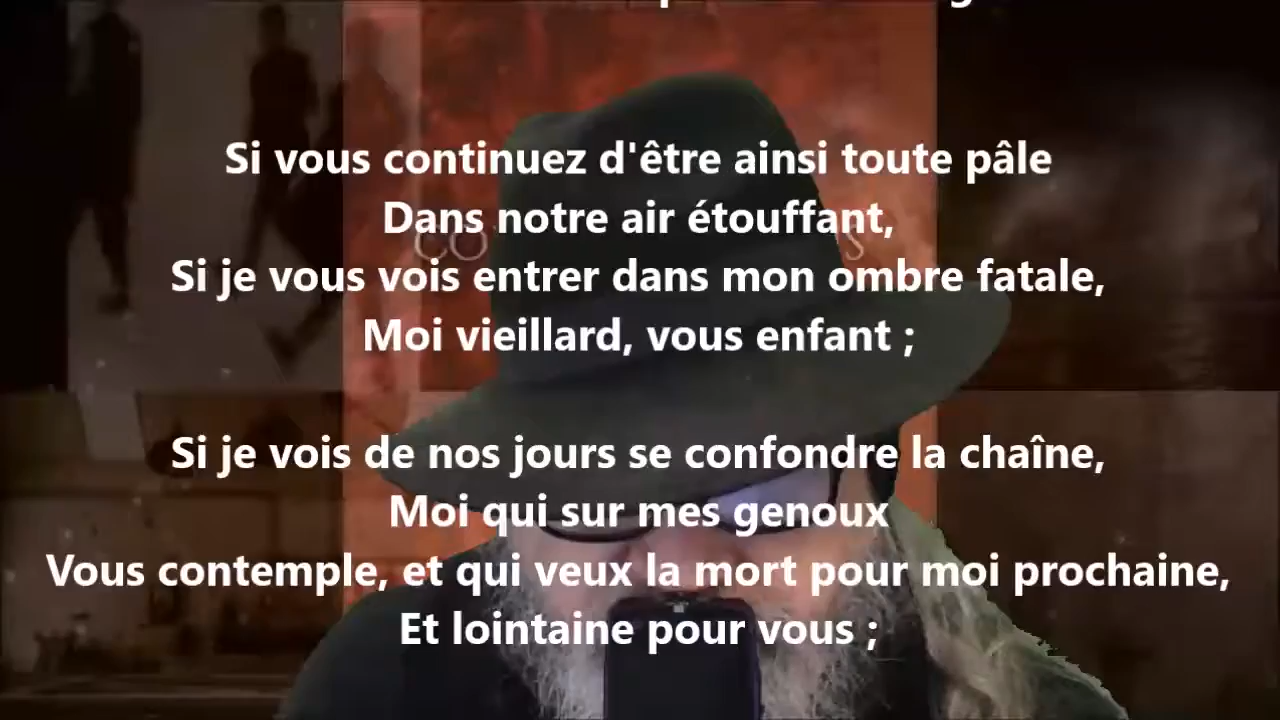 Si vous continuez d'être ainsi toute pâle
Dans notre air étouffant,
Si je vous vois entrer dans mon ombre fatale,
Moi vieillard, vous enfant ;
Si je vois de nos jours se confondre la chaîne,
Moi qui sur mes genoux
Vous contemple, et qui veux la mort pour moi prochaine,
Et lointaine pour vous ;